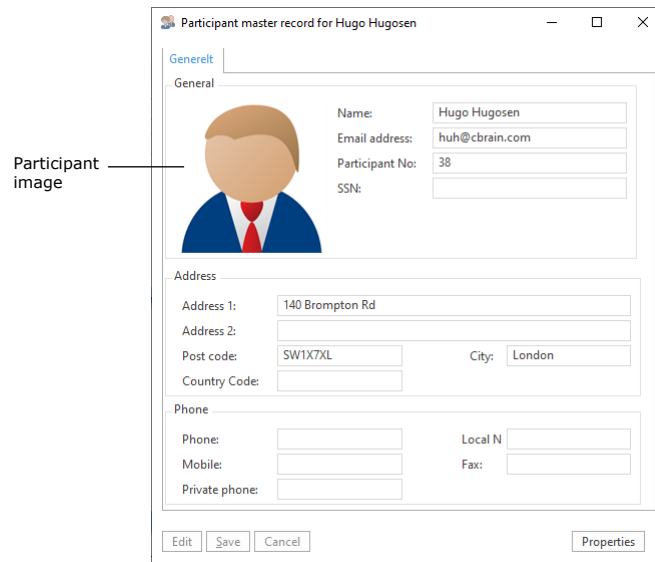 Participant master record for Hugo Hugosen
Generelt
General
Name: Hugo Hugosen
Email address: huh@cbrain.com
Participant No: 38
SSN:
Participant
image
Address
Address 1: 140 Brompton Rd
Address 2:
Post code: SW1X7XL City: London
Country Code:
Phone
Phone: Local N
Mobile: Fax:
Private phone:
Edit Save Cancel Properties